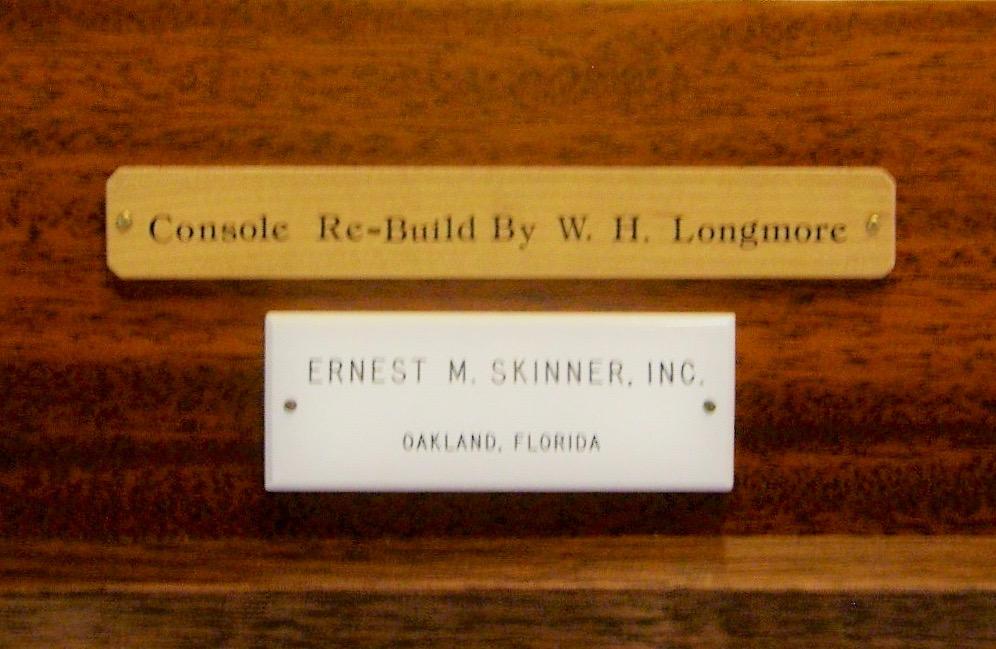 Console Re-Build By W. H. Longmore
ERNEST M. SKINNER, INC.
OAKLAND, FLORIDA